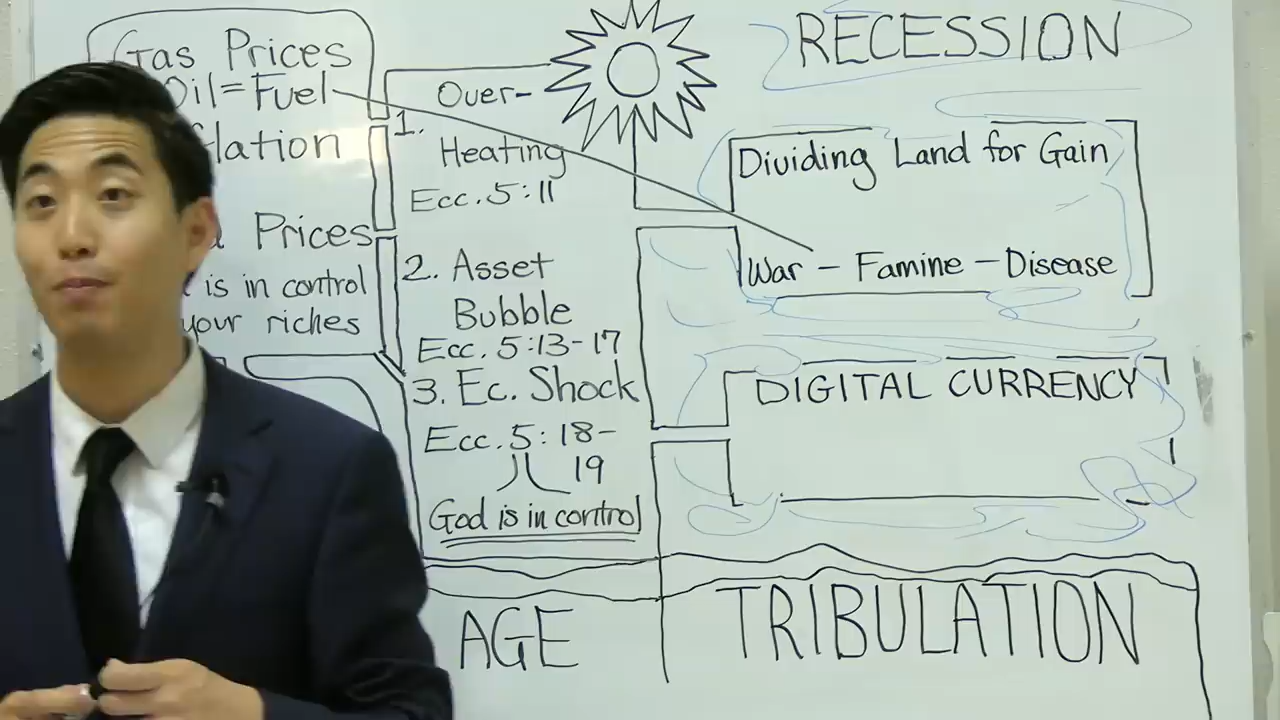 Gas Prices
Oil=Fuel
flation
Prices
is in control
your riches
Over-
1.
Heating
Ecc. 5:11
2. Asset
Bubble
Ecc. 5:13-17
3. Ec. Shock
Ecc. 5:18-
19
God is in control
AGE
RECESSION
Dividing Land for Gain
War - Famine - Disease
DIGITAL CURRENCY
TRIBULATION